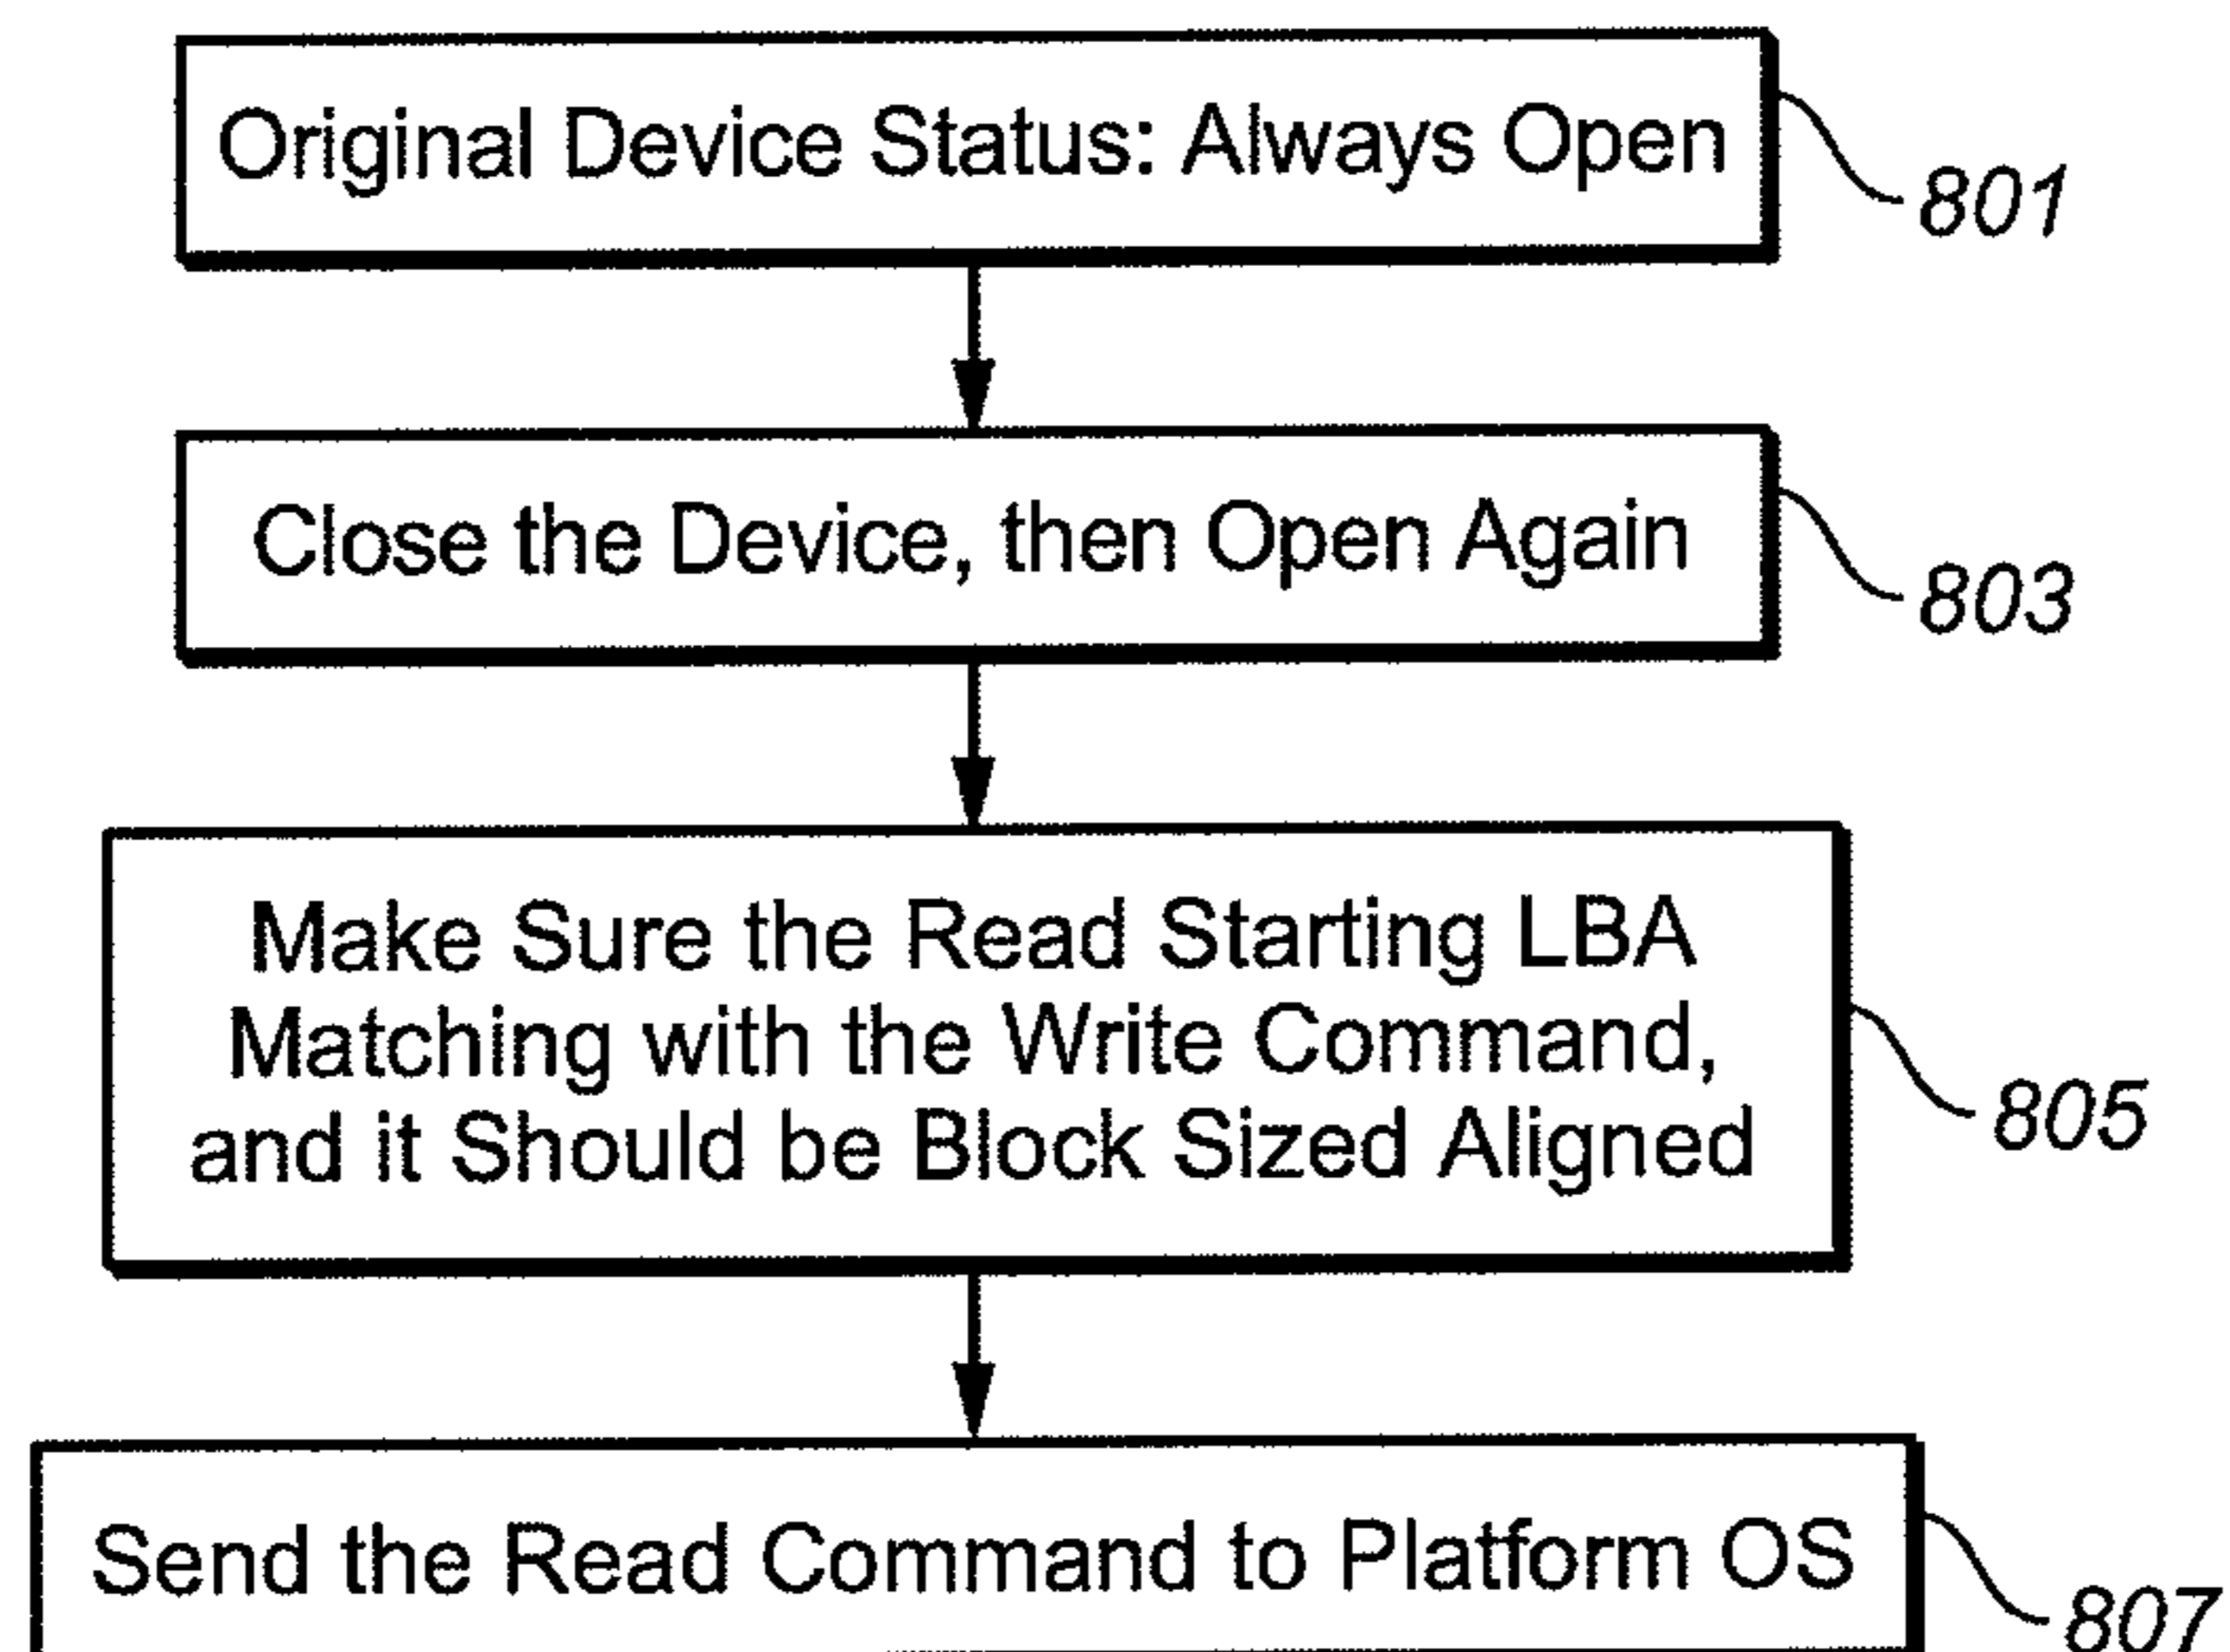 Original Device Status: Always Open
801
Close the Device, then Open Again
803
Make Sure the Read Starting LBA
Matching with the Write Command,
and it Should be Block Sized Aligned
805
Send the Read Command to Platform OS
807